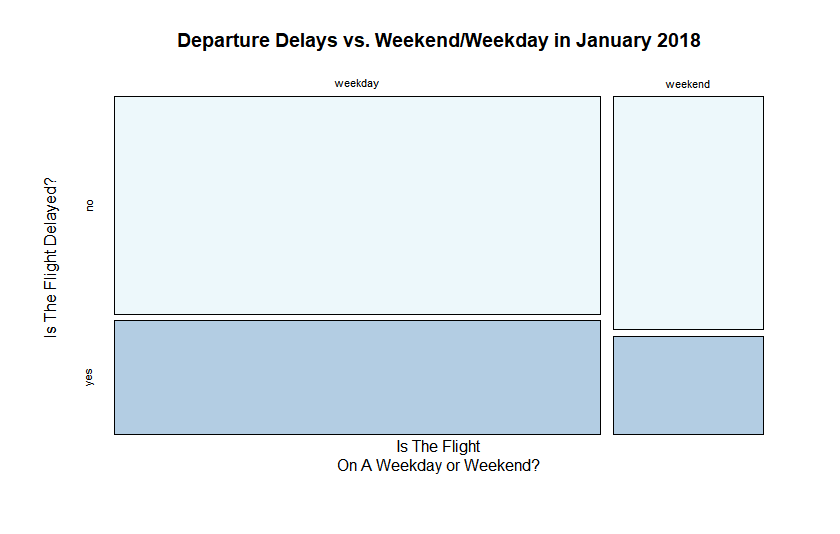 Departure Delays vs. Weekend/Weekday in January 2018
weekday
weekend
Is The Flight Delayed?
no
yes
Is The Flight
On A Weekday or Weekend?